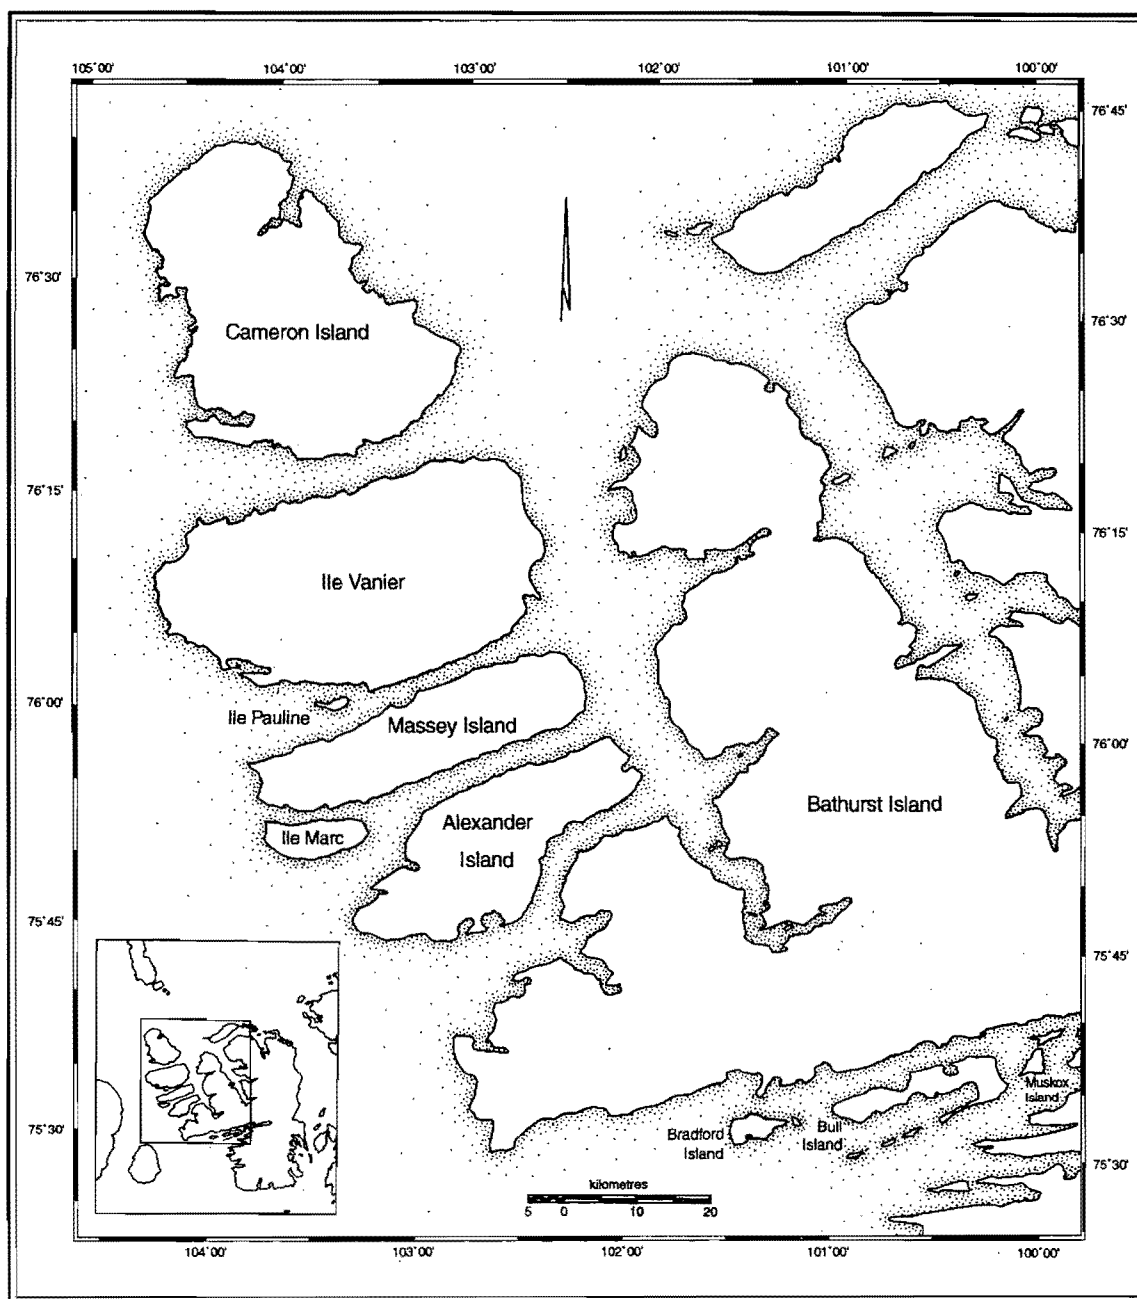 105°00' 104°00' 103°00' 102°00' 101°00' 100°00'
76°45'
76°30'
76°30'
Cameron Island
76°15'
76°15'
Ile Vanier
76°00'
Ile Pauline
Massey Island
76°00'
Bathurst Island
Alexander
Island
Ile Marc
75°45'
75°45'
Muskox
Island
75°30'
Bradford
Island
Bull
Island
75°30'
kilometres
5 0 10 20
104°00' 103°00' 102°00' 101°00' 100°00'